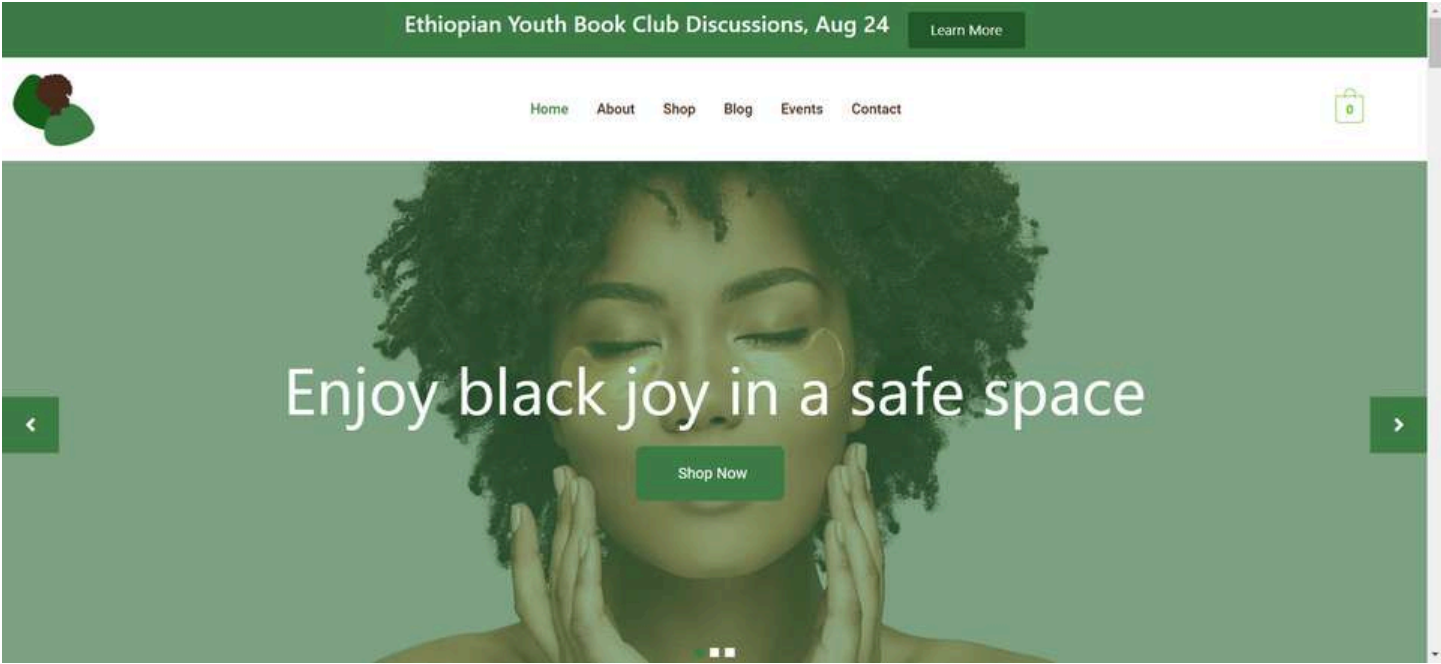 Ethiopian Youth Book Club Discussions, Aug 24
Learn More
Home About Shop Blog Events Contact
0
Enjoy black joy in a safe space
Shop Now